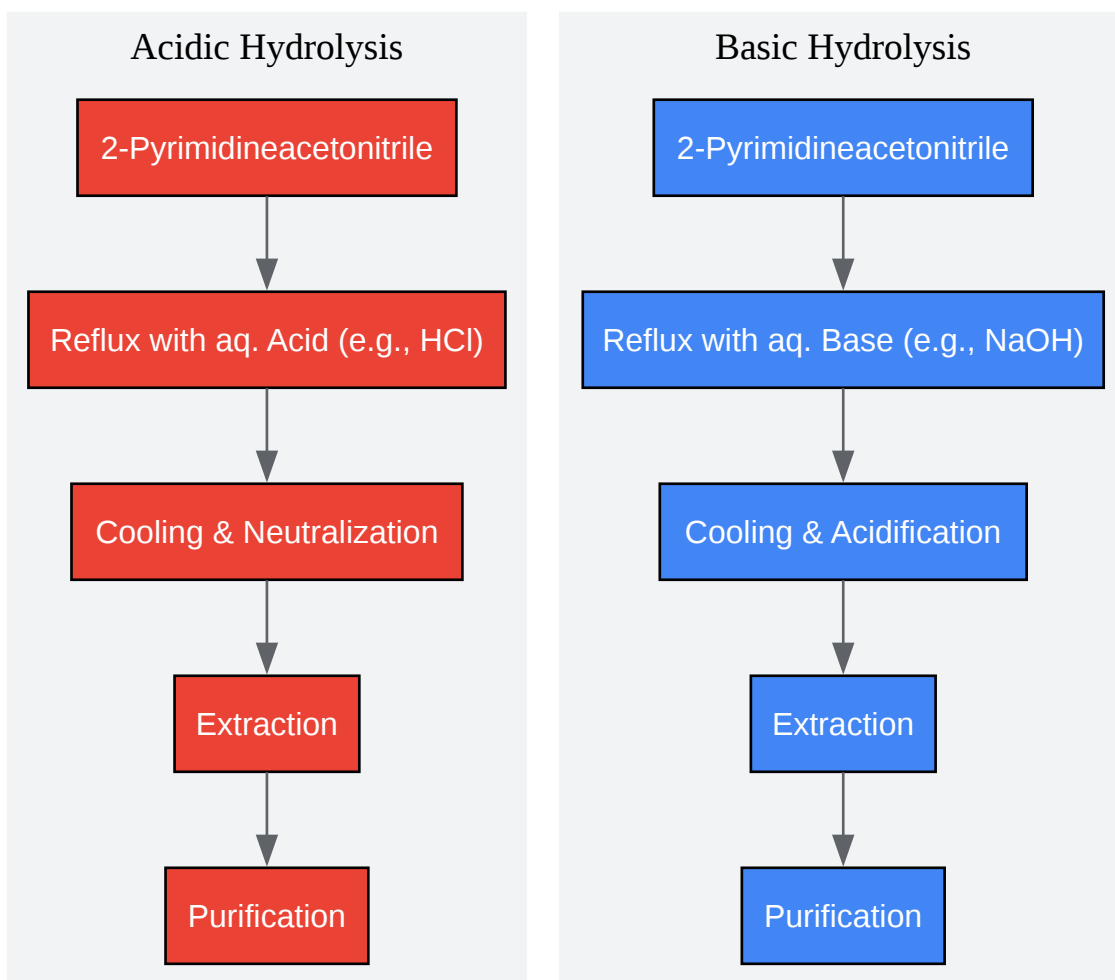 Acidic Hydrolysis
2-Pyrimidineacetonitrile
Reflux with aq. Acid (e.g., HCl)
Cooling & Neutralization
Extraction
Purification
Basic Hydrolysis
2-Pyrimidineacetonitrile
Reflux with aq. Base (e.g., NaOH)
Cooling & Acidification
Extraction
Purification